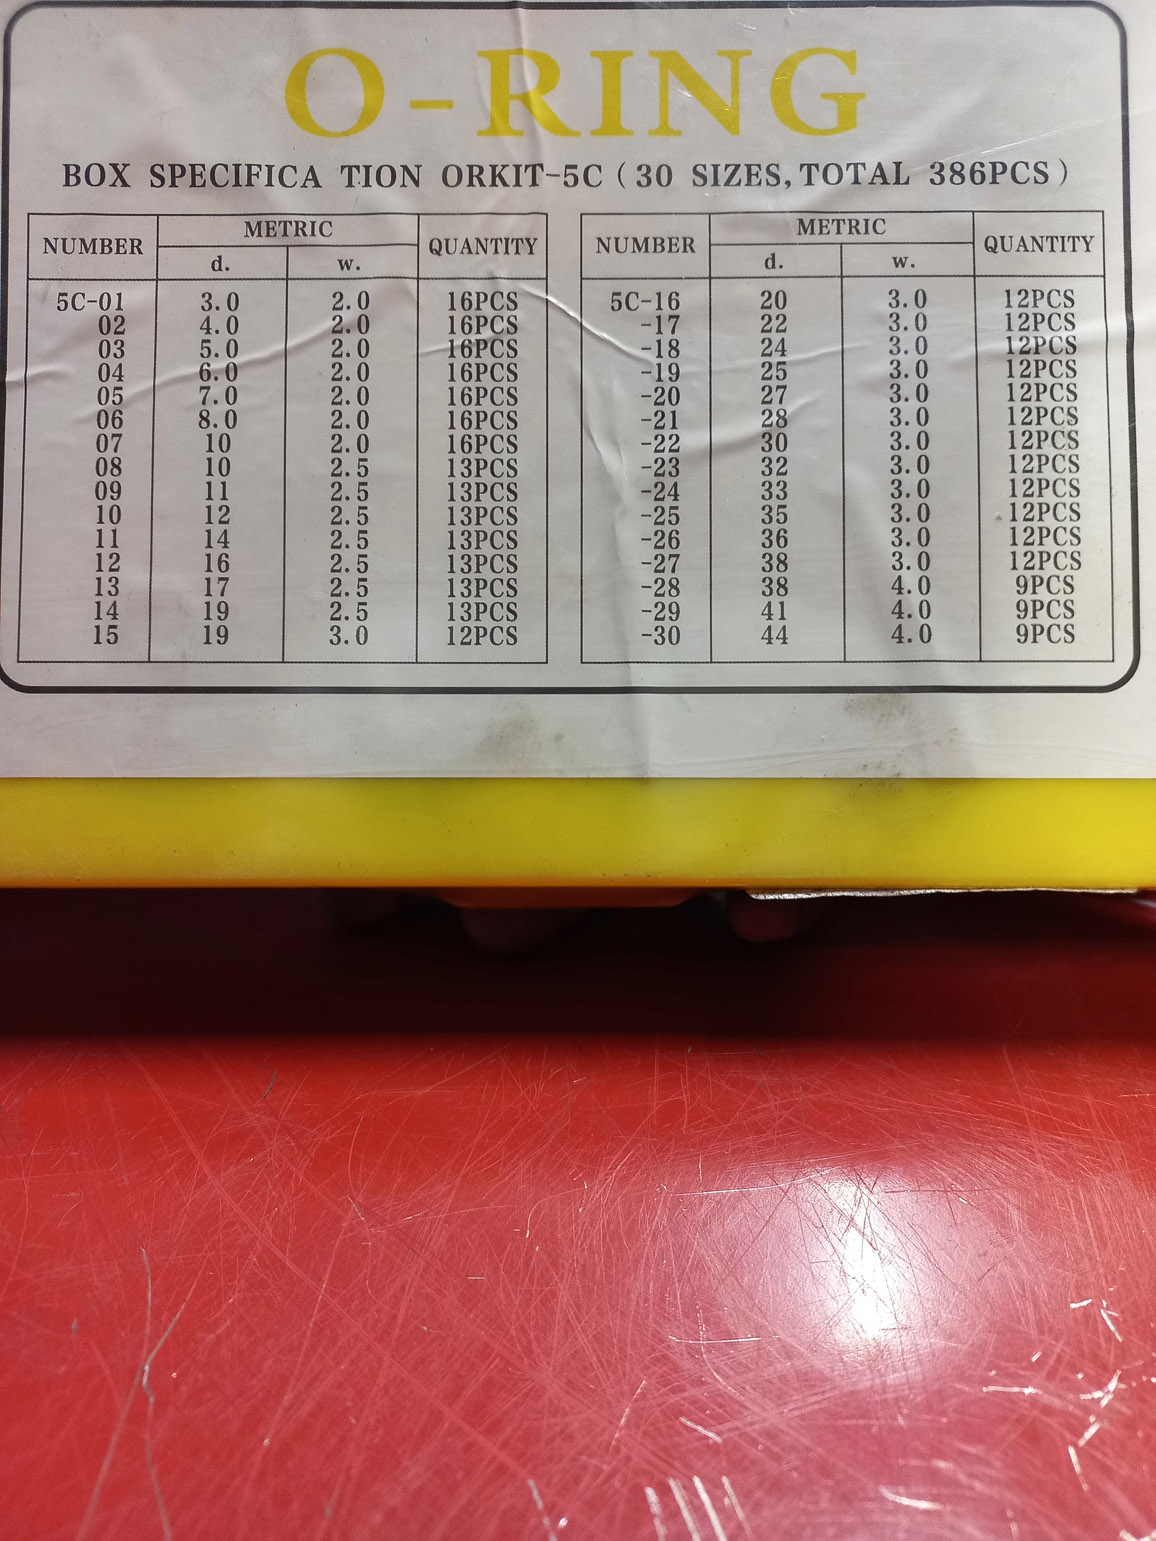 O-RING
BOX SPECIFICA TION ORKIT-5C (30 SIZES, TOTAL 386PCS)
NUMBER METRIC QUANTITY
d. w.
5C-01 3.0 2.0 16PCS
02 4.0 2.0 16PCS
03 5.0 2.0 16PCS
04 6.0 2.0 16PCS
05 7.0 2.0 16PCS
06 8.0 2.0 16PCS
07 10 2.0 16PCS
08 10 2.5 13PCS
09 11 2.5 13PCS
10 12 2.5 13PCS
11 14 2.5 13PCS
12 16 2.5 13PCS
13 17 2.5 13PCS
14 19 2.5 13PCS
15 19 3.0 12PCS
NUMBER METRIC QUANTITY
d. w.
5C-16 20 3.0 12PCS
-17 22 3.0 12PCS
-18 24 3.0 12PCS
-19 25 3.0 12PCS
-20 27 3.0 12PCS
-21 28 3.0 12PCS
-22 30 3.0 12PCS
-23 32 3.0 12PCS
-24 33 3.0 12PCS
-25 35 3.0 12PCS
-26 36 3.0 12PCS
-27 38 3.0 12PCS
-28 38 4.0 9PCS
-29 41 4.0 9PCS
-30 44 4.0 9PCS